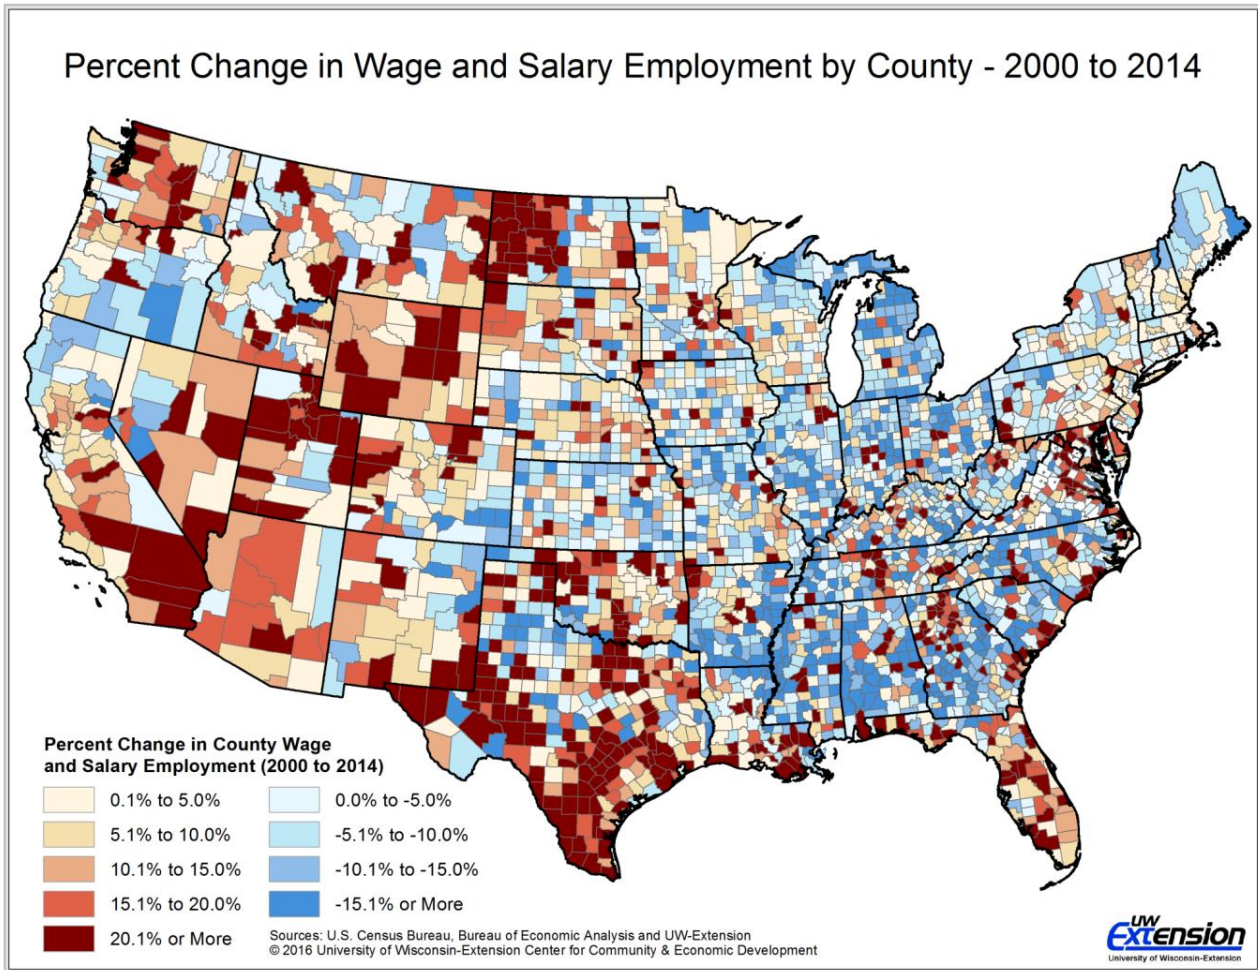 Percent Change in Wage and Salary Employment by County - 2000 to 2014
Percent Change in County Wage
and Salary Employment (2000 to 2014)
0.1% to 5.0%
5.1% to 10.0%
10.1% to 15.0%
15.1% to 20.0%
20.1% or More
0.0% to -5.0%
-5.1% to -10.0%
-10.1% to -15.0%
-15.1% or More
Sources: U.S. Census Bureau, Bureau of Economic Analysis and UW-Extension
© 2016 University of Wisconsin-Extension Center for Community & Economic Development
UW
Extension
University of Wisconsin-Extension